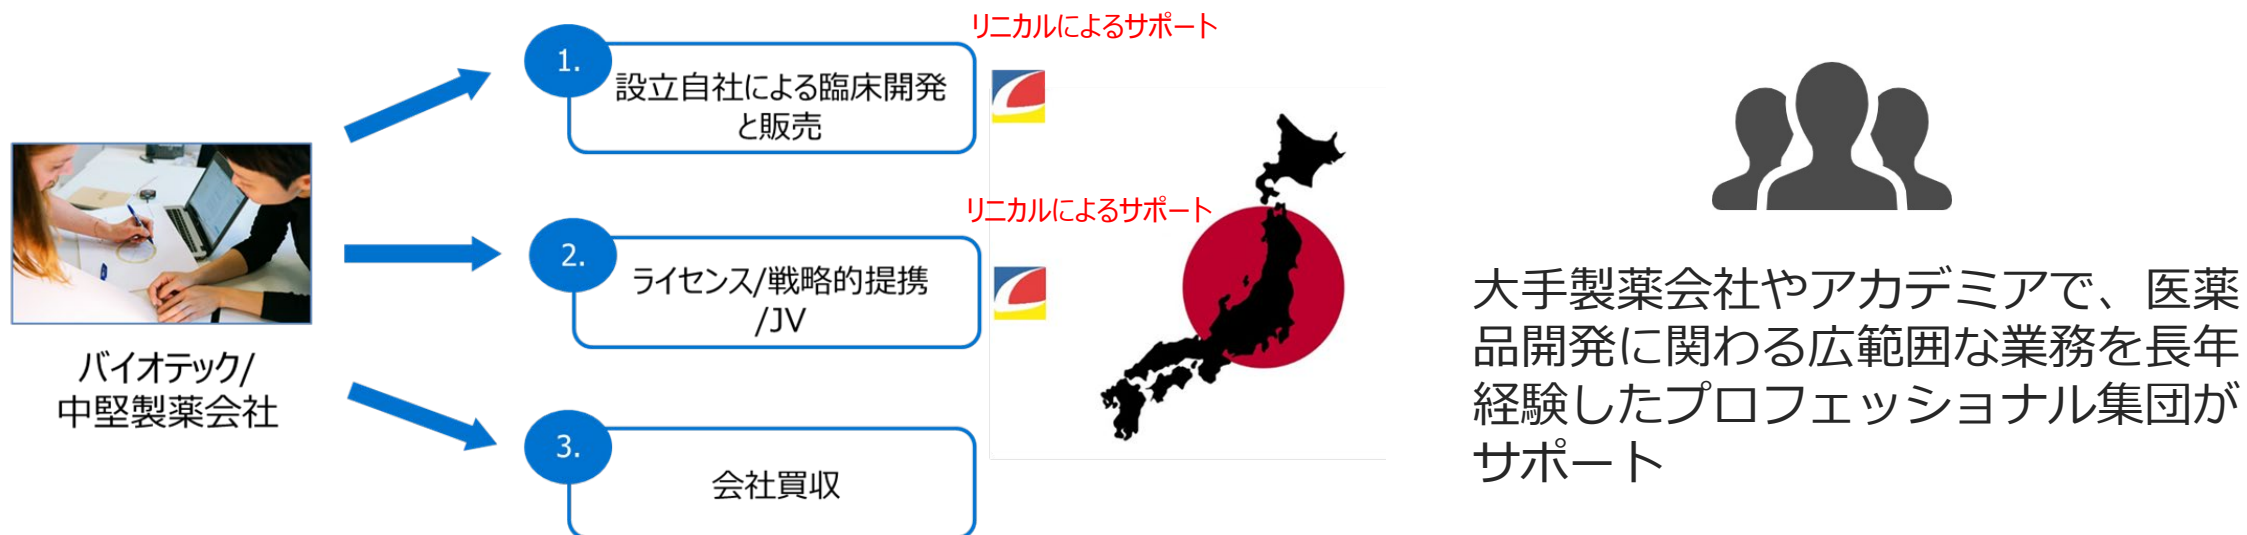 バイオテック/
中堅製薬会社
リニカルによるサポート
1.
設立自社による臨床開発
と販売
リニカルによるサポート
2.
ライセンス/戦略的提携
/JV
3.
会社買収
大手製薬会社やアカデミアで、医薬
品開発に関わる広範囲な業務を長年
経験したプロフェッショナル集団が
サポート